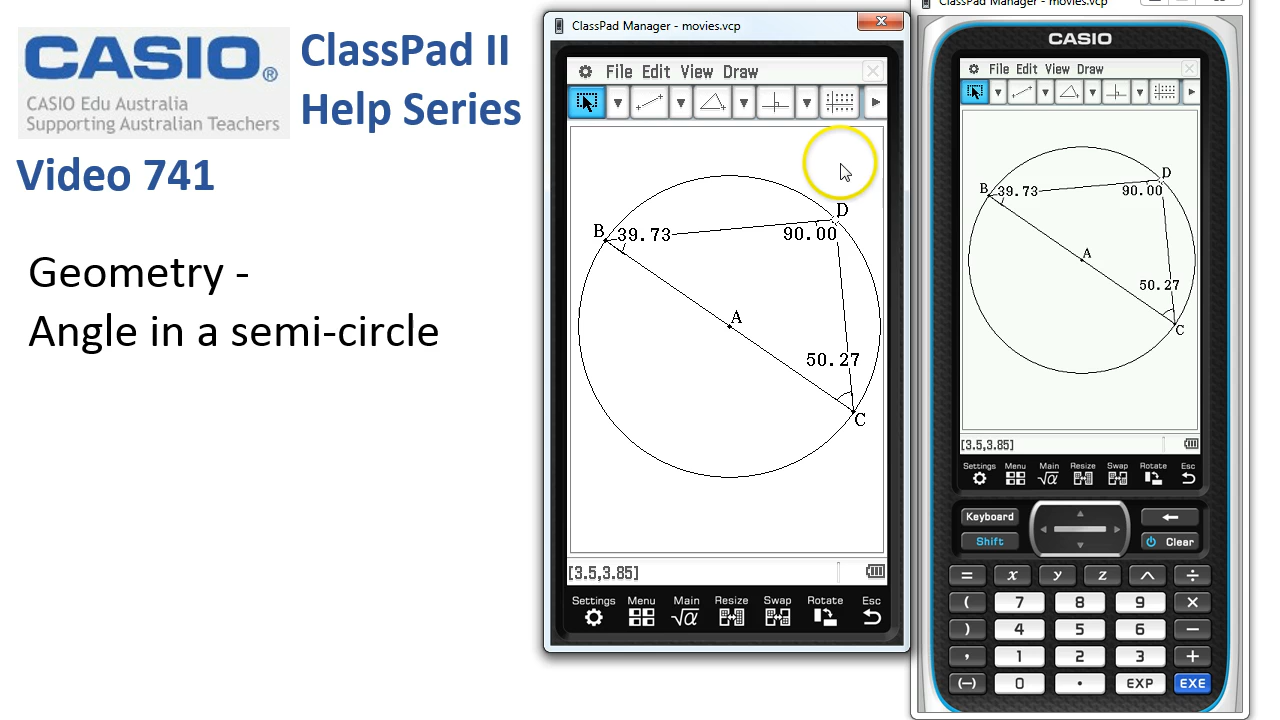 CASIO®
CASIO Edu Australia
Supporting Australian Teachers
ClassPad II
Help Series
Video 741
Geometry -
Angle in a semi-circle
ClassPad Manager - movies.vcp
File Edit View Draw
B
39.73
D
90.00
A
50.27
C
[3.5,3.85]
Settings Menu Main Resize Swap Rotate Esc
√α
ClassPad Manager - movies.vcp
CASIO
File Edit View Draw
B
39.73
D
90.00
A
50.27
C
[3.5,3.85]
Settings Menu Main Resize Swap Rotate Esc
√α
Keyboard
Shift Clear
= x y z ^ ÷
( 7 8 9 ×
) 4 5 6 −
, 1 2 3 +
(−) 0 . EXP EXE